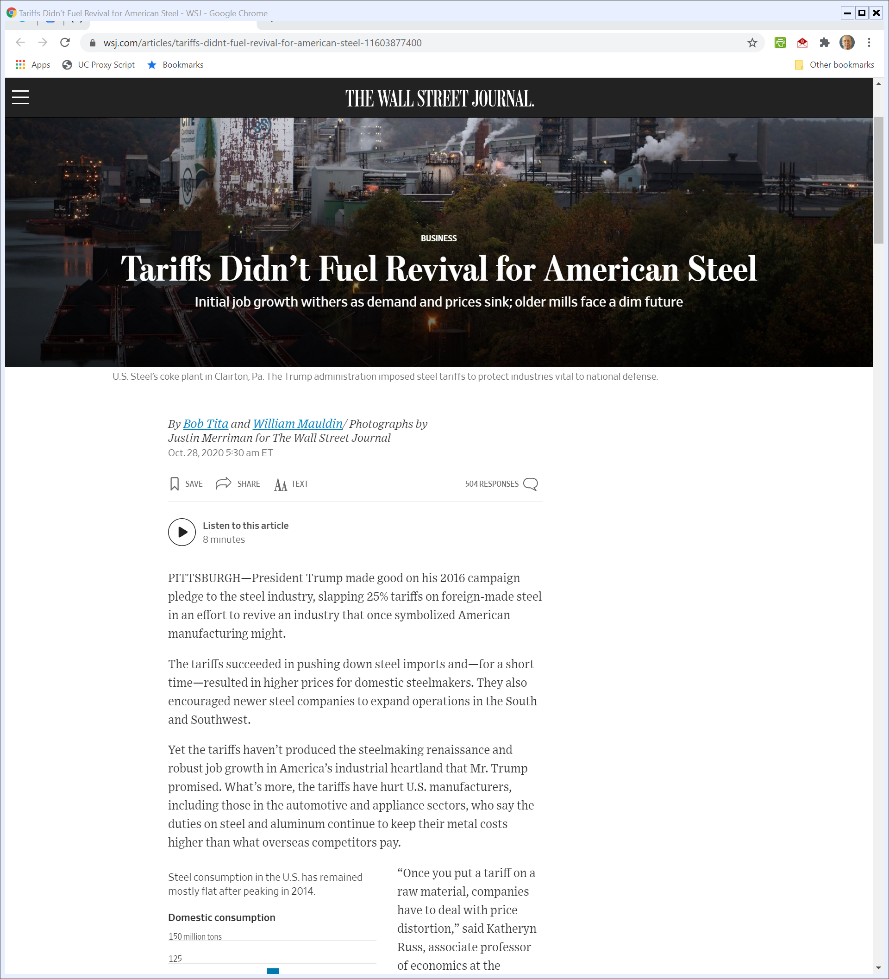 Tariffs Didn't Fuel Revival for American Steel - WSJ - Google Chrome
wsj.com/articles/tariffs-didnt-fuel-revival-for-american-steel-11603877400
Apps UC Proxy Script Bookmarks Other bookmarks
THE WALL STREET JOURNAL.
BUSINESS
Tariffs Didn't Fuel Revival for American Steel
Initial job growth withers as demand and prices sink; older mills face a dim future
U.S. Steel's coke plant in Clairton, Pa. The Trump administration imposed steel tariffs to protect industries vital to national defense.
By Bob Tita and William Mauldin/ Photographs by
Justin Merriman for The Wall Street Journal
Oct. 28, 2020 5:30 am ET
SAVE SHARE AA TEXT 504 RESPONSES
Listen to this article
8 minutes
PITTSBURGH—President Trump made good on his 2016 campaign
pledge to the steel industry, slapping 25% tariffs on foreign-made steel
in an effort to revive an industry that once symbolized American
manufacturing might.
The tariffs succeeded in pushing down steel imports and—for a short
time—resulted in higher prices for domestic steelmakers. They also
encouraged newer steel companies to expand operations in the South
and Southwest.
Yet the tariffs haven't produced the steelmaking renaissance and
robust job growth in America's industrial heartland that Mr. Trump
promised. What's more, the tariffs have hurt U.S. manufacturers,
including those in the automotive and appliance sectors, who say the
duties on steel and aluminum continue to keep their metal costs
higher than what overseas competitors pay.
Steel consumption in the U.S. has remained
mostly flat after peaking in 2014.
Domestic consumption
150 million tons
125
"Once you put a tariff on a
raw material, companies
have to deal with price
distortion," said Katheryn
Russ, associate professor
of economics at the